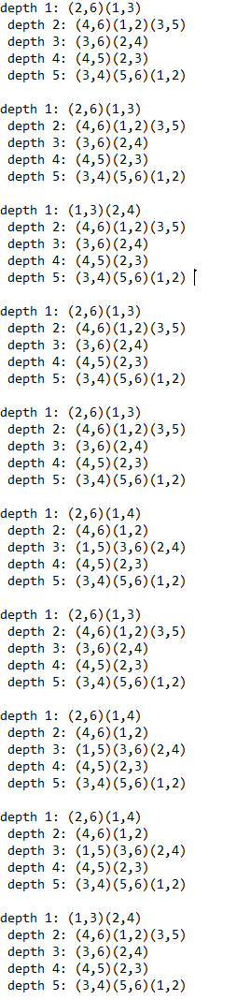 depth 1: (2,6)(1,3)
depth 2: (4,6)(1,2)(3,5)
depth 3: (3,6)(2,4)
depth 4: (4,5)(2,3)
depth 5: (3,4)(5,6)(1,2)

depth 1: (2,6)(1,3)
depth 2: (4,6)(1,2)(3,5)
depth 3: (3,6)(2,4)
depth 4: (4,5)(2,3)
depth 5: (3,4)(5,6)(1,2)

depth 1: (1,3)(2,4)
depth 2: (4,6)(1,2)(3,5)
depth 3: (3,6)(2,4)
depth 4: (4,5)(2,3)
depth 5: (3,4)(5,6)(1,2)

depth 1: (2,6)(1,3)
depth 2: (4,6)(1,2)(3,5)
depth 3: (3,6)(2,4)
depth 4: (4,5)(2,3)
depth 5: (3,4)(5,6)(1,2)

depth 1: (2,6)(1,3)
depth 2: (4,6)(1,2)(3,5)
depth 3: (3,6)(2,4)
depth 4: (4,5)(2,3)
depth 5: (3,4)(5,6)(1,2)

depth 1: (2,6)(1,4)
depth 2: (4,6)(1,2)
depth 3: (1,5)(3,6)(2,4)
depth 4: (4,5)(2,3)
depth 5: (3,4)(5,6)(1,2)

depth 1: (2,6)(1,3)
depth 2: (4,6)(1,2)(3,5)
depth 3: (3,6)(2,4)
depth 4: (4,5)(2,3)
depth 5: (3,4)(5,6)(1,2)

depth 1: (2,6)(1,4)
depth 2: (4,6)(1,2)
depth 3: (1,5)(3,6)(2,4)
depth 4: (4,5)(2,3)
depth 5: (3,4)(5,6)(1,2)

depth 1: (2,6)(1,4)
depth 2: (4,6)(1,2)
depth 3: (1,5)(3,6)(2,4)
depth 4: (4,5)(2,3)
depth 5: (3,4)(5,6)(1,2)

depth 1: (1,3)(2,4)
depth 2: (4,6)(1,2)(3,5)
depth 3: (3,6)(2,4)
depth 4: (4,5)(2,3)
depth 5: (3,4)(5,6)(1,2)